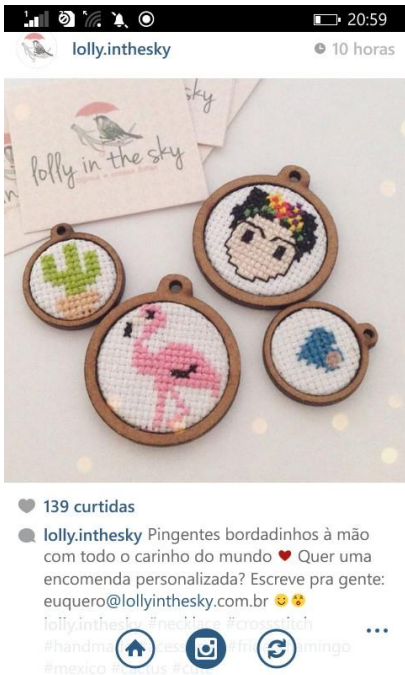 20:59
lolly.inthesky
10 horas
sky
lolly in the sky
139 curtidas
lolly.inthesky Pingentes bordadinhos à mão
com todo o carinho do mundo ♥ Quer uma
encomenda personalizada? Escreve pra gente:
euquero@lollyinthesky.com.br 😊😲
lolly.inthesky #necklace #crossstitch
#mexico #cactus #cute